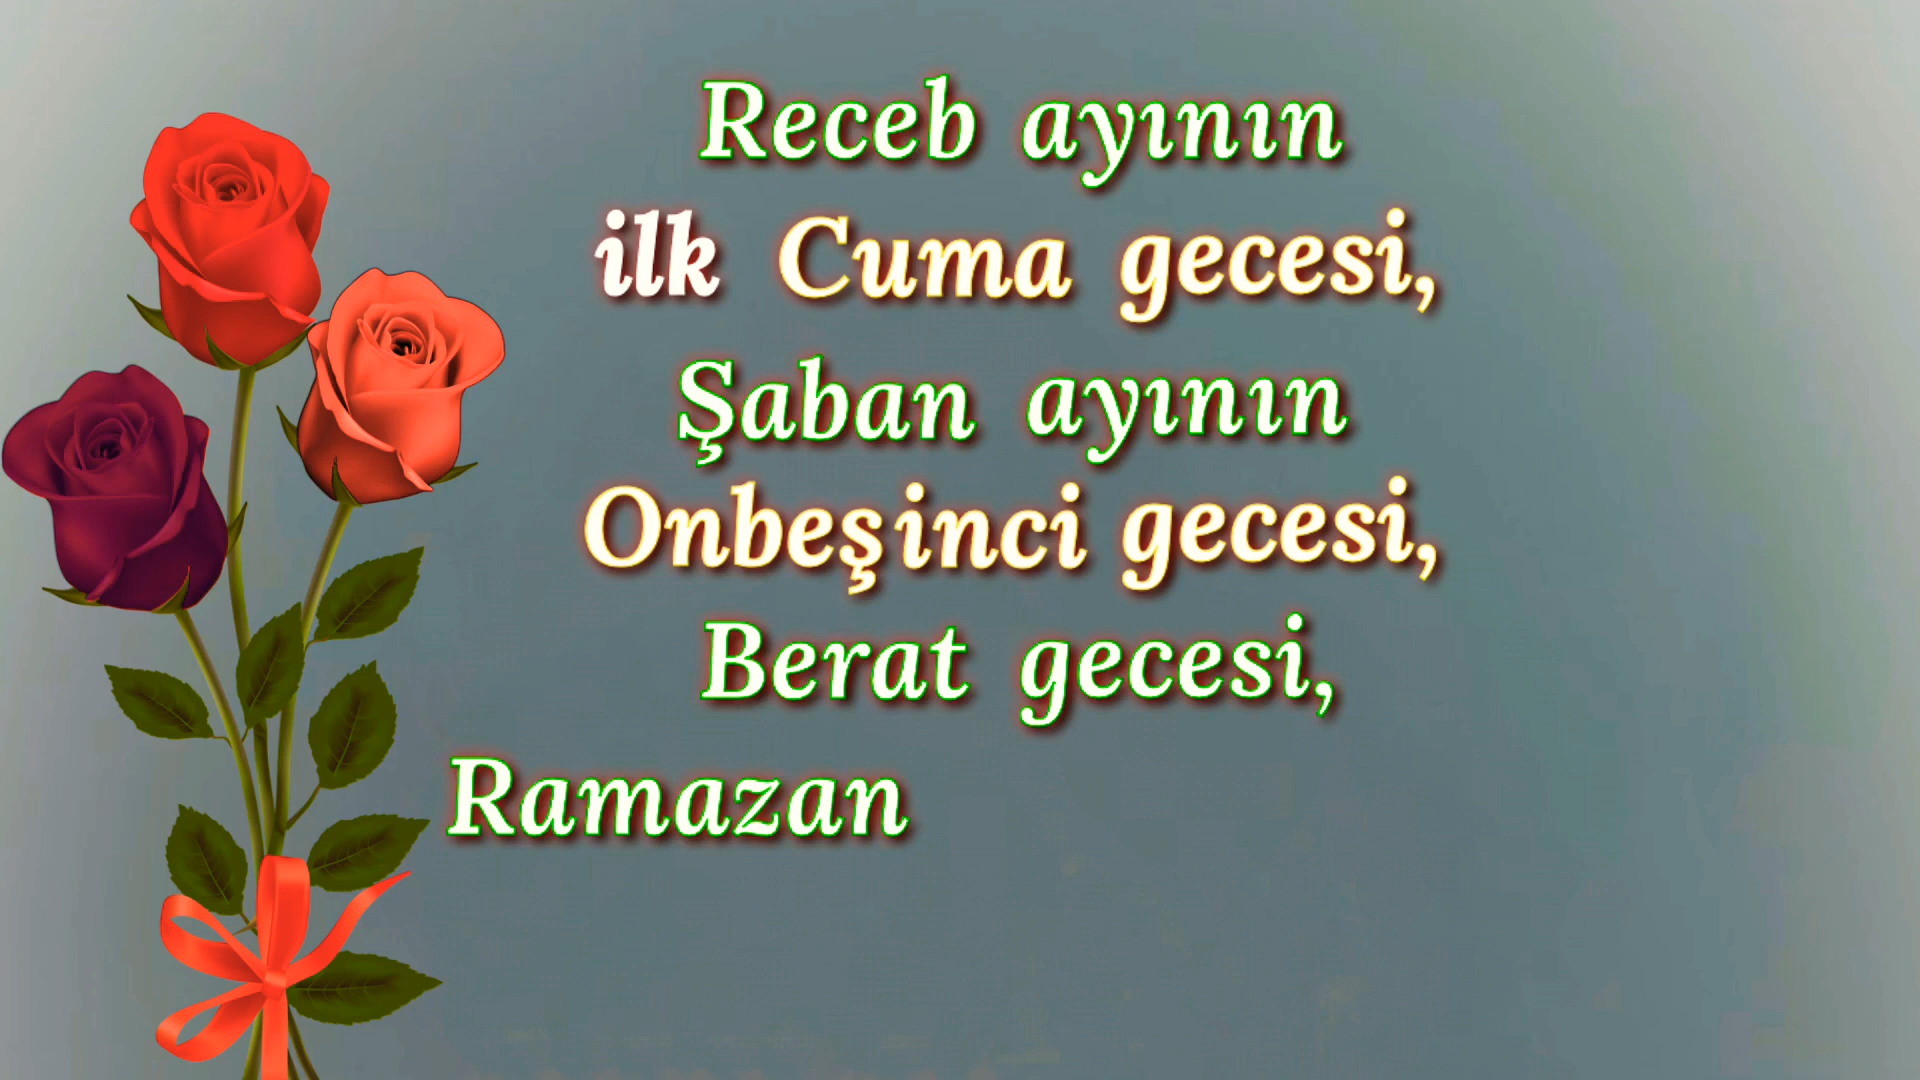 Receb ayının
ilk Cuma gecesi,
Şaban ayının
Onbeşinci gecesi,
Berat gecesi,
Ramazan